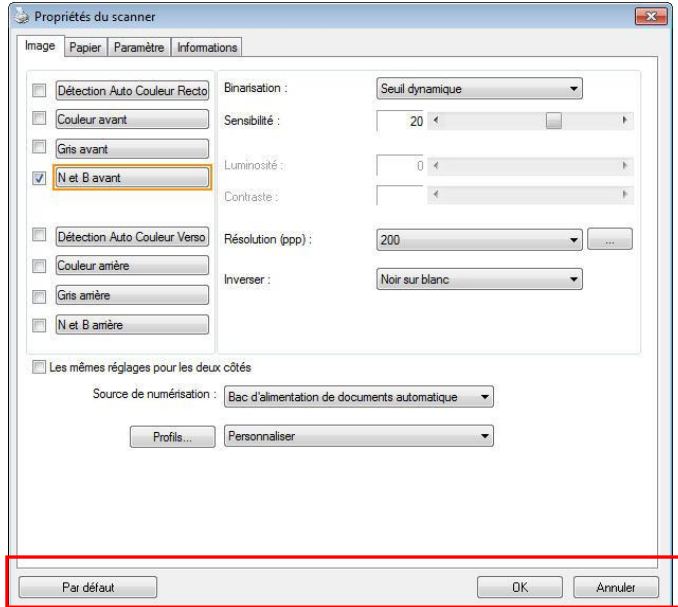 Propriétés du scanner
Image Papier Paramètre Informations
Détection Auto Couleur Recto
Couleur avant
Gris avant
N et B avant
Détection Auto Couleur Verso
Couleur arrière
Gris arrière
N et B arrière
Binarisation : Seuil dynamique
Sensibilité : 20
Luminosité : 0
Contraste :
Résolution (ppp) : 200 ...
Inverser : Noir sur blanc
Les mêmes réglages pour les deux côtés
Source de numérisation : Bac d'alimentation de documents automatique
Profils... Personnaliser
Par défaut OK Annuler